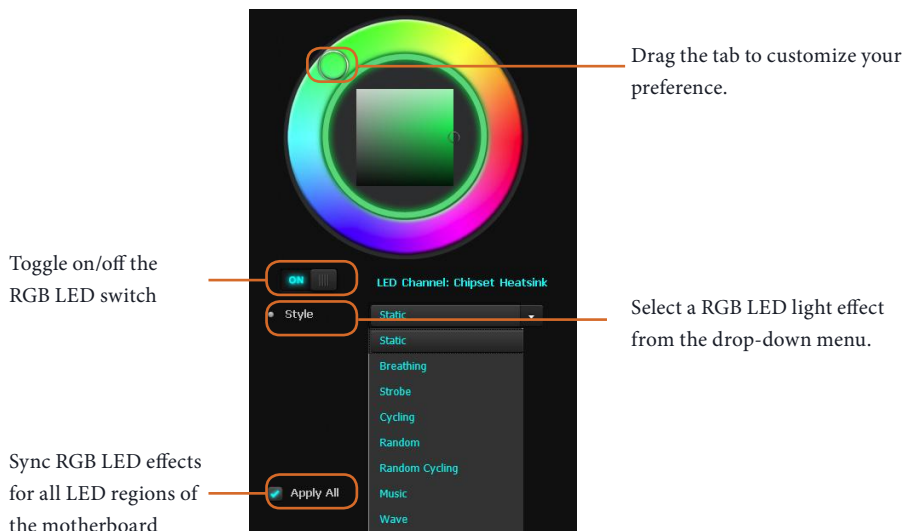 Drag the tab to customize your
preference.
Toggle on/off the
RGB LED switch
ON
LED Channel: Chipset Heatsink
Style
Static
Select a RGB LED light effect
from the drop-down menu.
Static
Breathing
Strobe
Cycling
Random
Random Cycling
Sync RGB LED effects
for all LED regions of
the motherboard
Apply All
Music
Wave